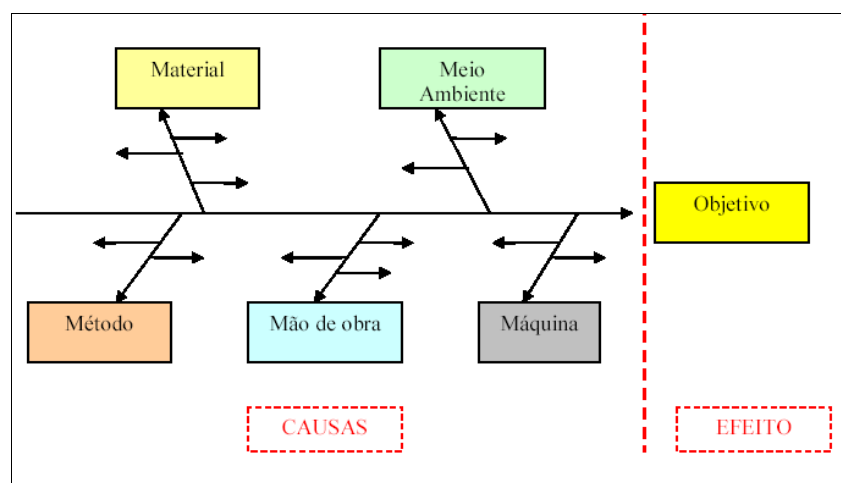 Material
Meio
Ambiente
Objetivo
Método
Mão de obra
Máquina
CAUSAS
EFEITO